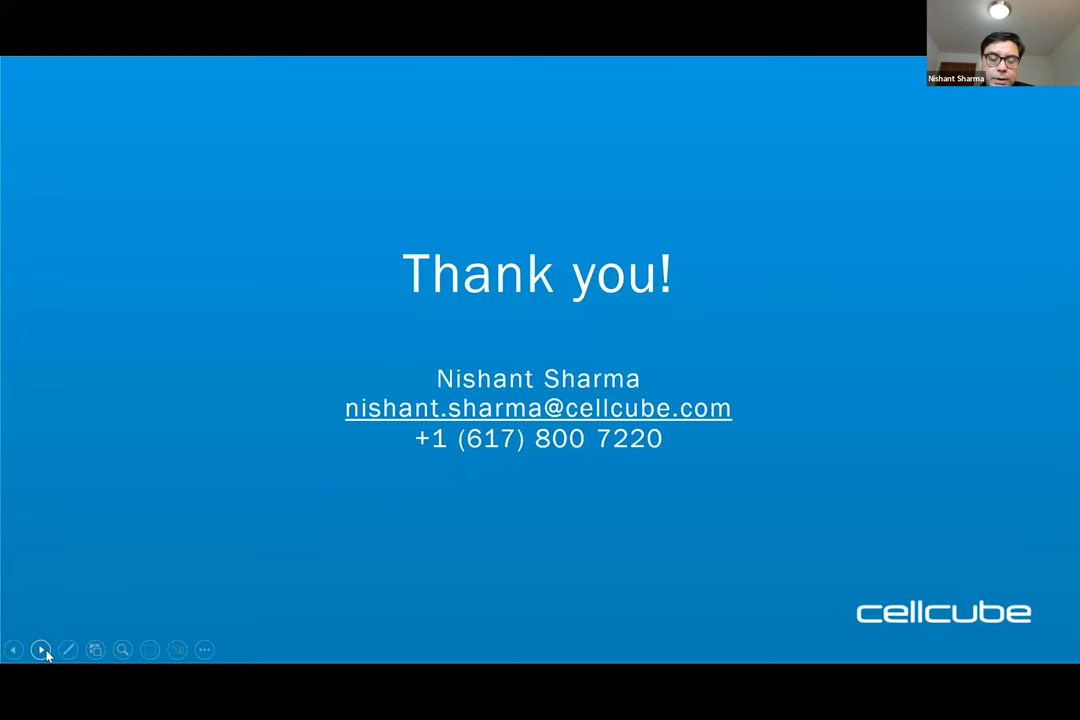 Nishant Sharma
Thank you!
Nishant Sharma
nishant.sharma@cellcube.com
+1 (617) 800 7220
cellcube